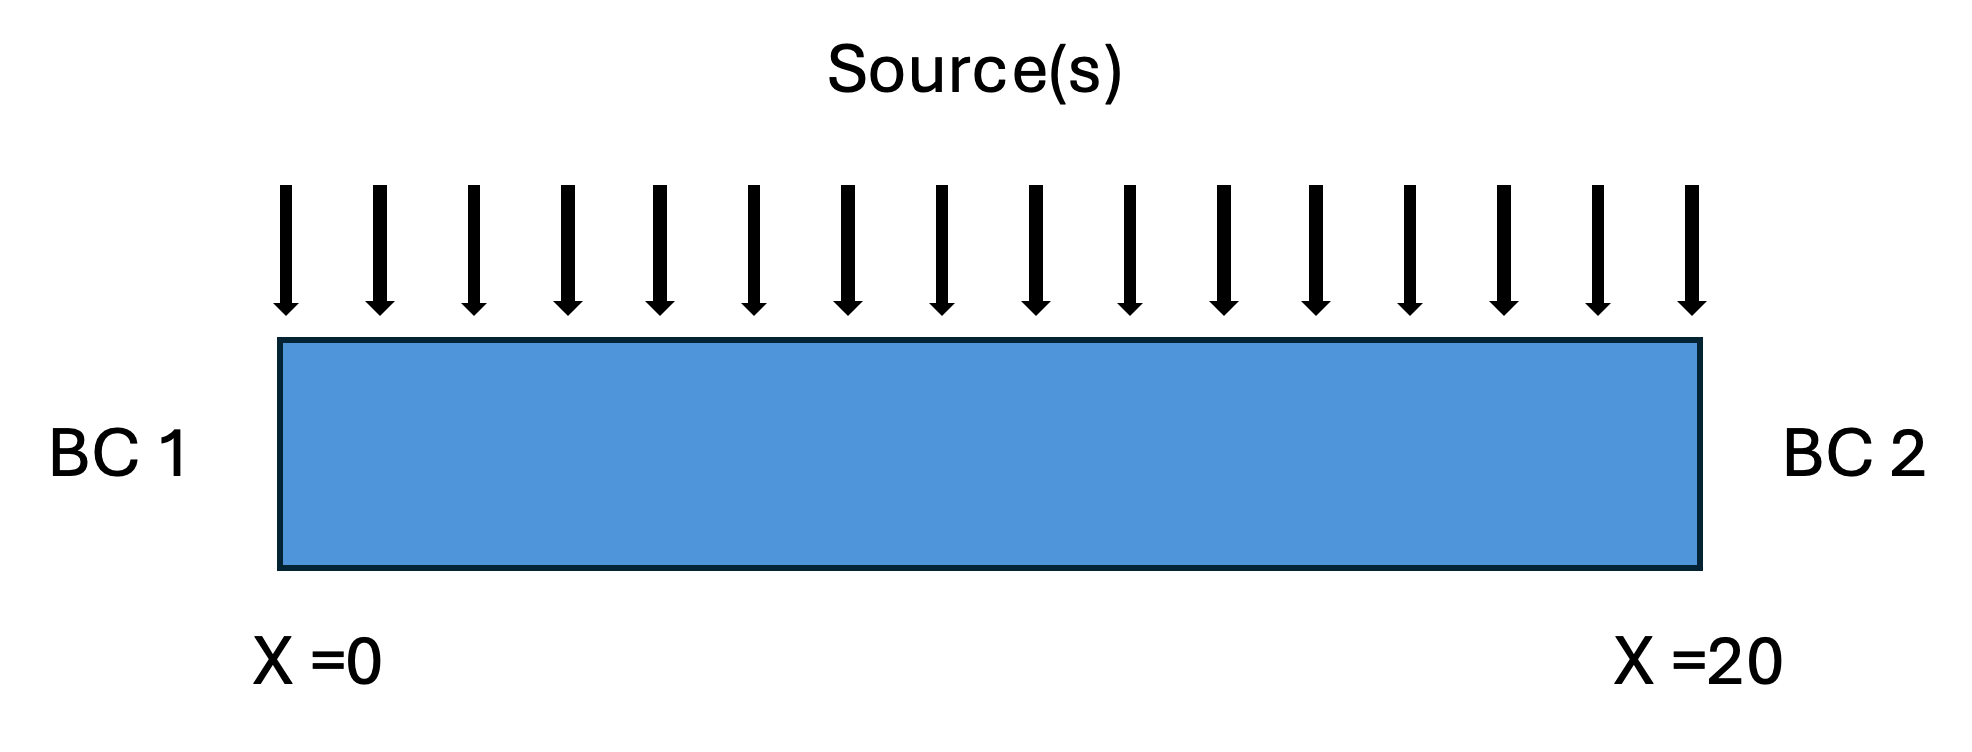 Source(s)
BC 1
BC 2
X =0
X =20